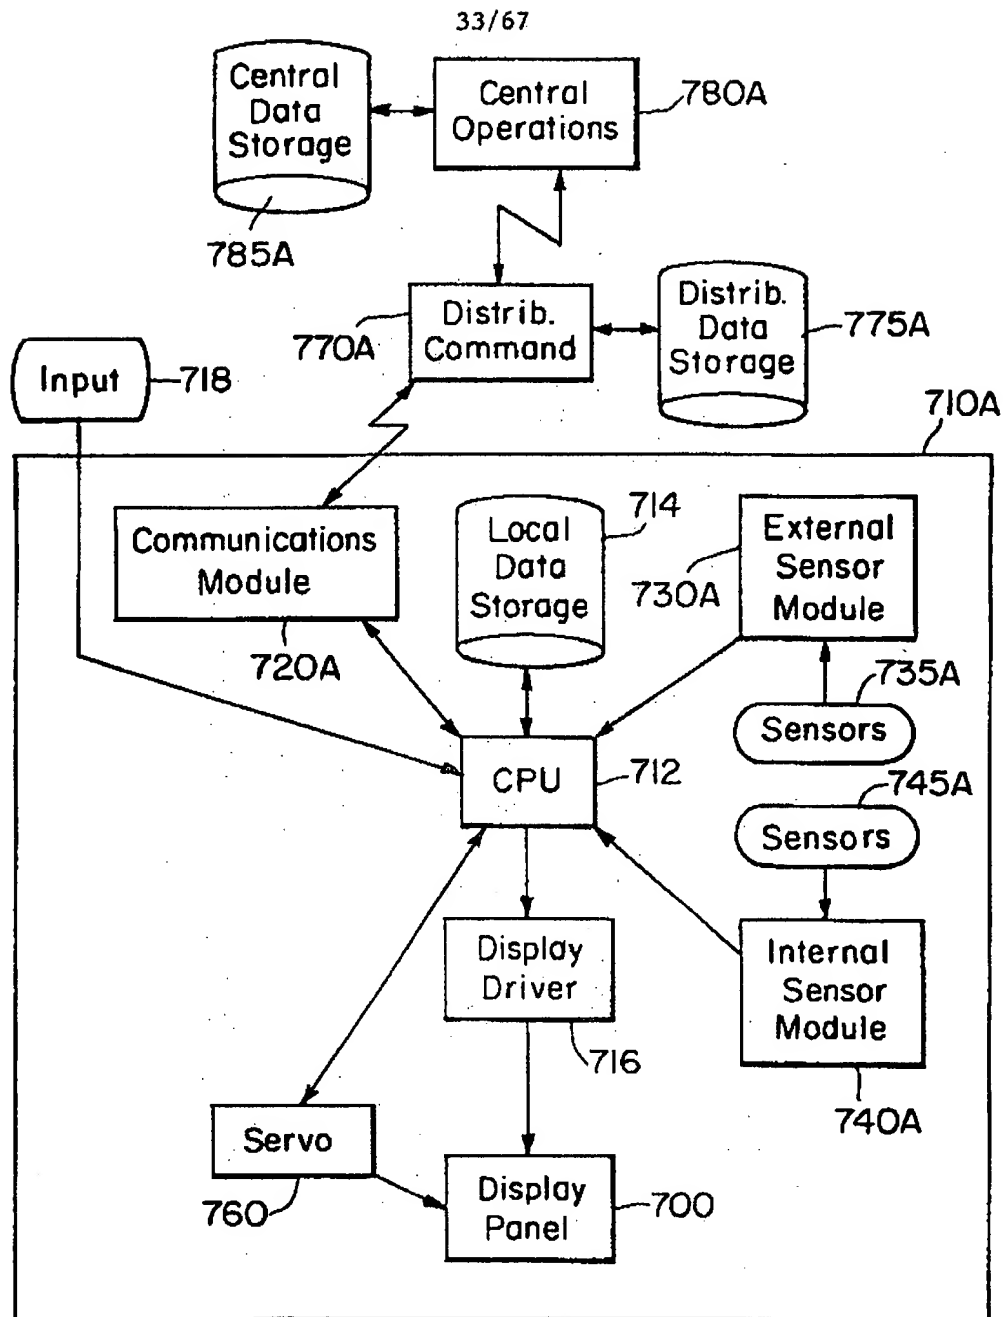 33/67
Central
Data
Storage
785A
Central
Operations
780A
Distrib.
Command
770A
Distrib.
Data
Storage
775A
Input
718
710A
Communications
Module
720A
Local
Data
Storage
714
External
Sensor
Module
730A
735A
Sensors
CPU
712
745A
Sensors
Display
Driver
716
Internal
Sensor
Module
740A
Servo
760
Display
Panel
700